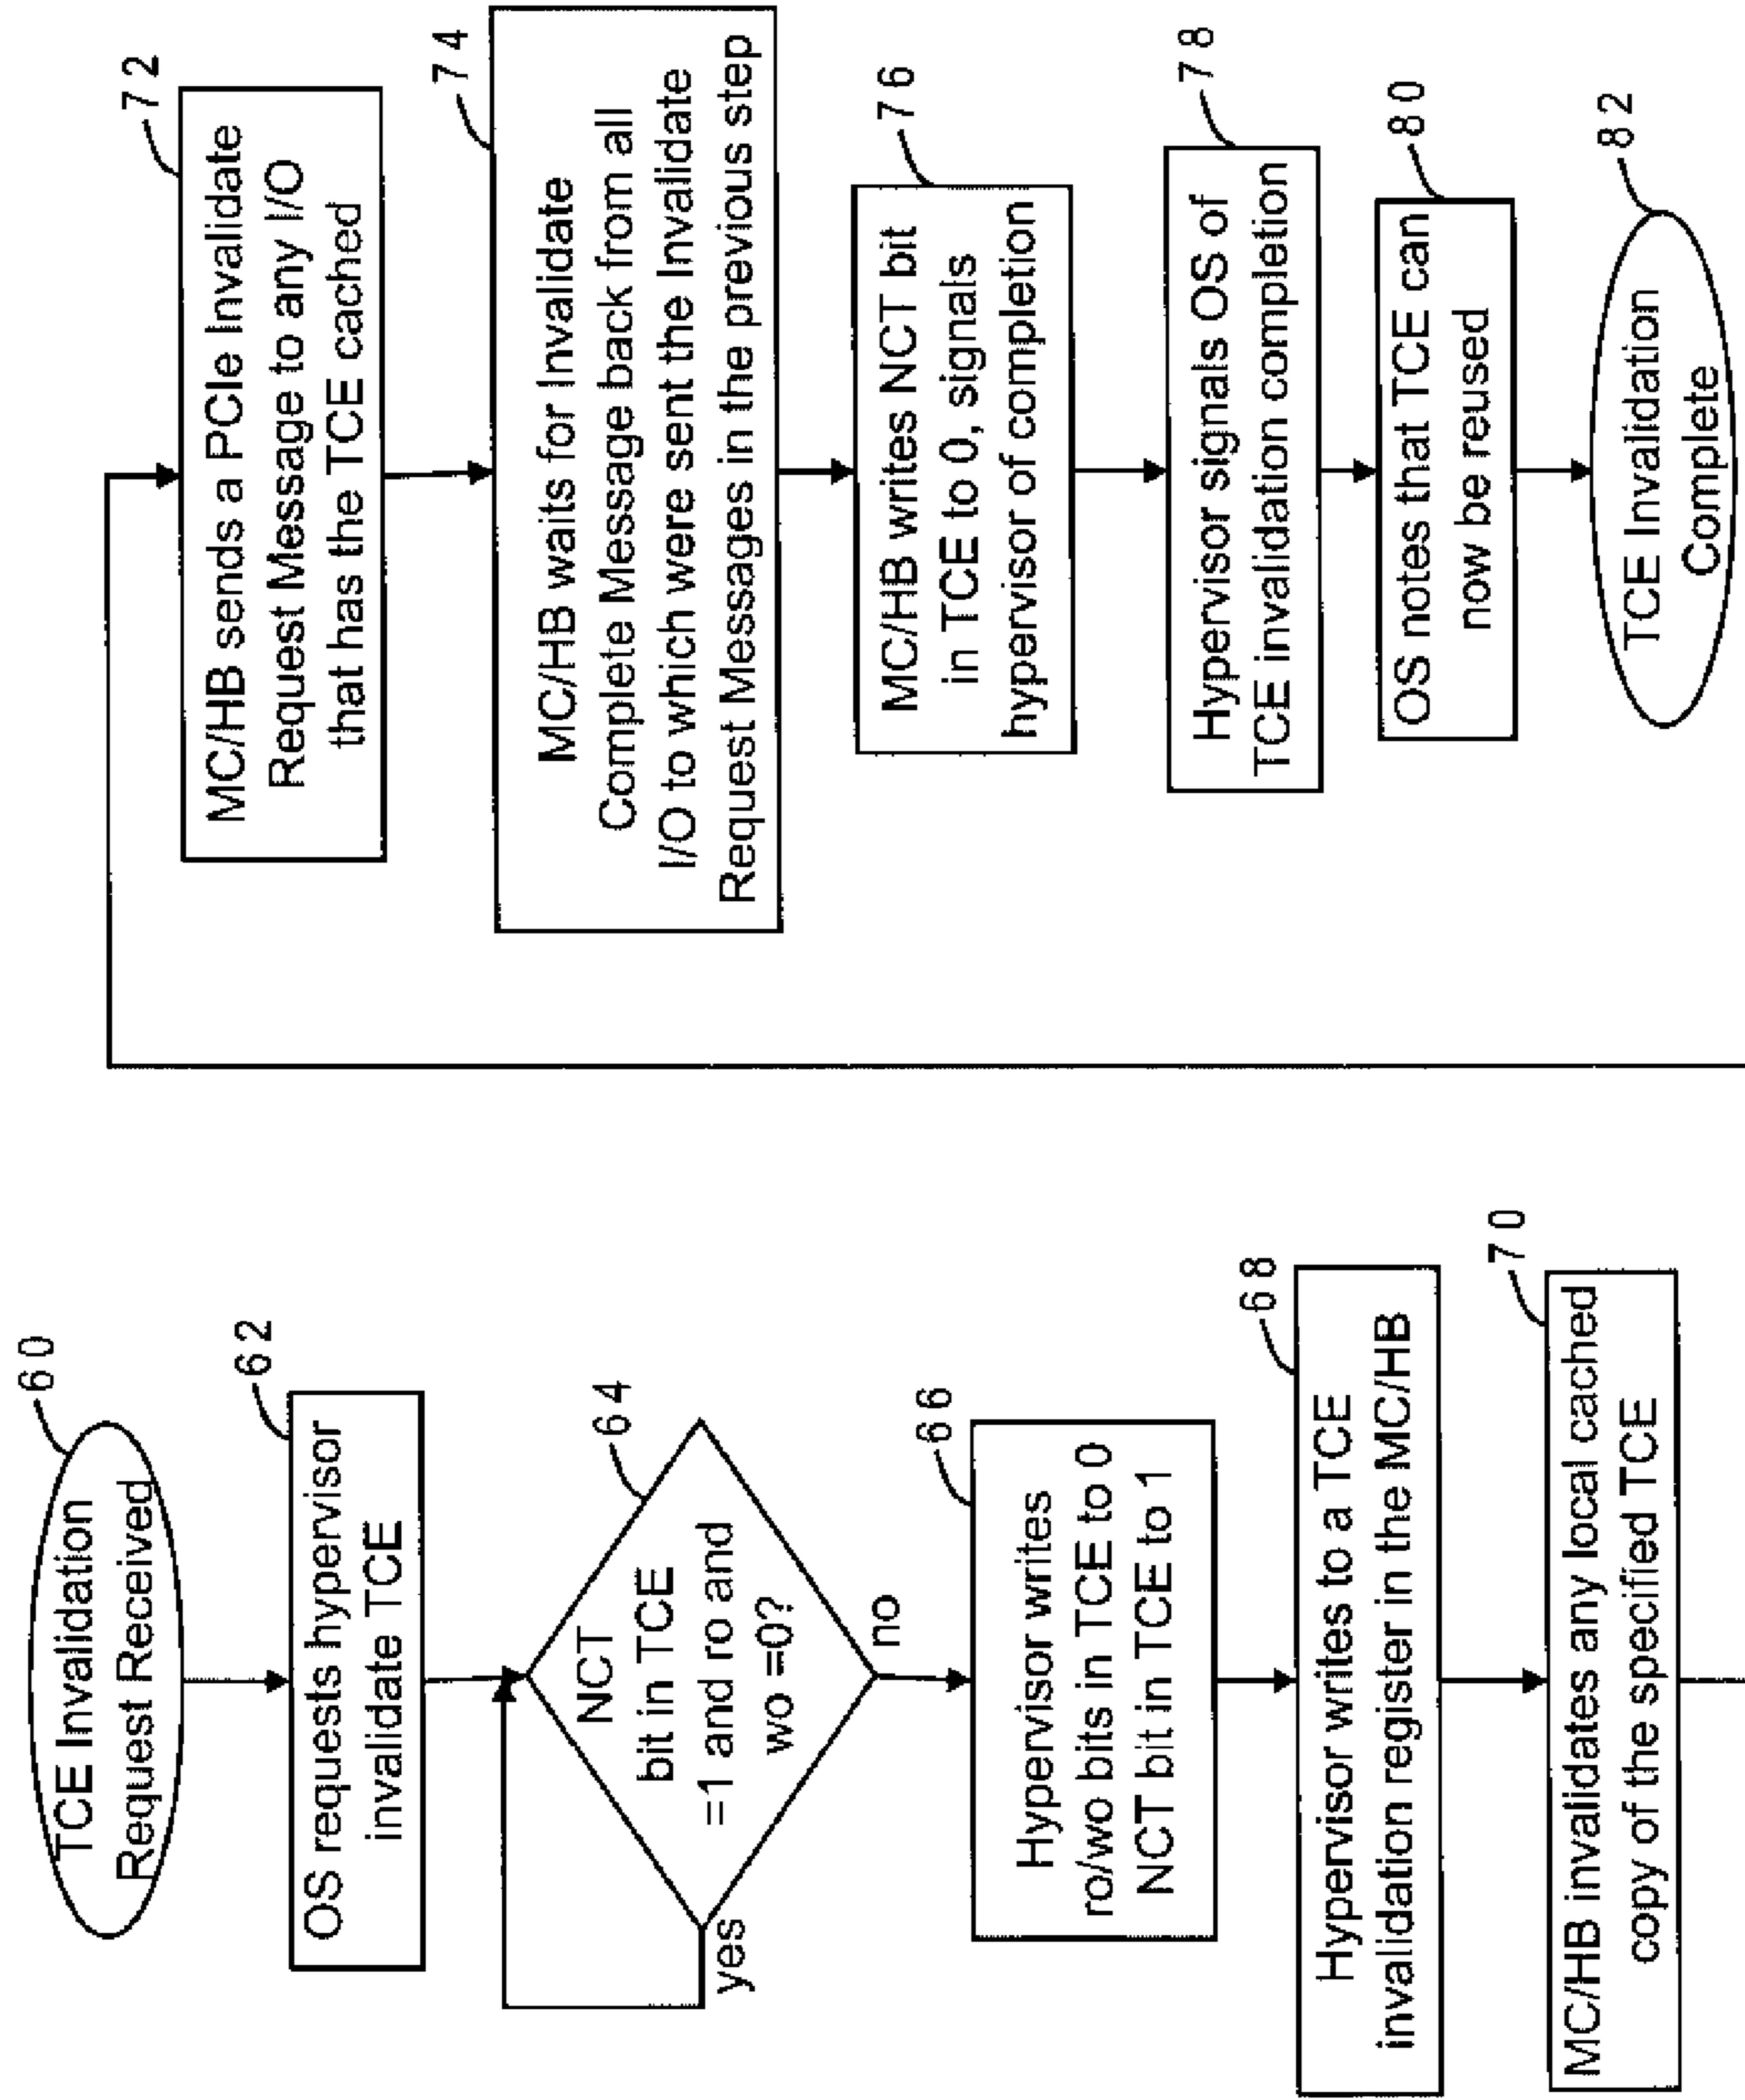 60
TCE Invalidation
Request Received
62
OS requests hypervisor
invalidate TCE
64
NCT
bit in TCE
=1 and ro and
wo =0?
yes
no
66
Hypervisor writes
ro/wo bits in TCE to 0
NCT bit in TCE to 1
68
Hypervisor writes to a TCE
invalidation register in the MC/HB
70
MC/HB invalidates any local cached
copy of the specified TCE
72
MC/HB sends a PCIe Invalidate
Request Message to any I/O
that has the TCE cached
74
MC/HB waits for Invalidate
Complete Message back from all
I/O to which were sent the Invalidate
Request Messages in the previous step
76
MC/HB writes NCT bit
in TCE to 0, signals
hypervisor of completion
78
Hypervisor signals OS of
TCE invalidation completion
80
OS notes that TCE can
now be reused
82
TCE Invalidation
Complete